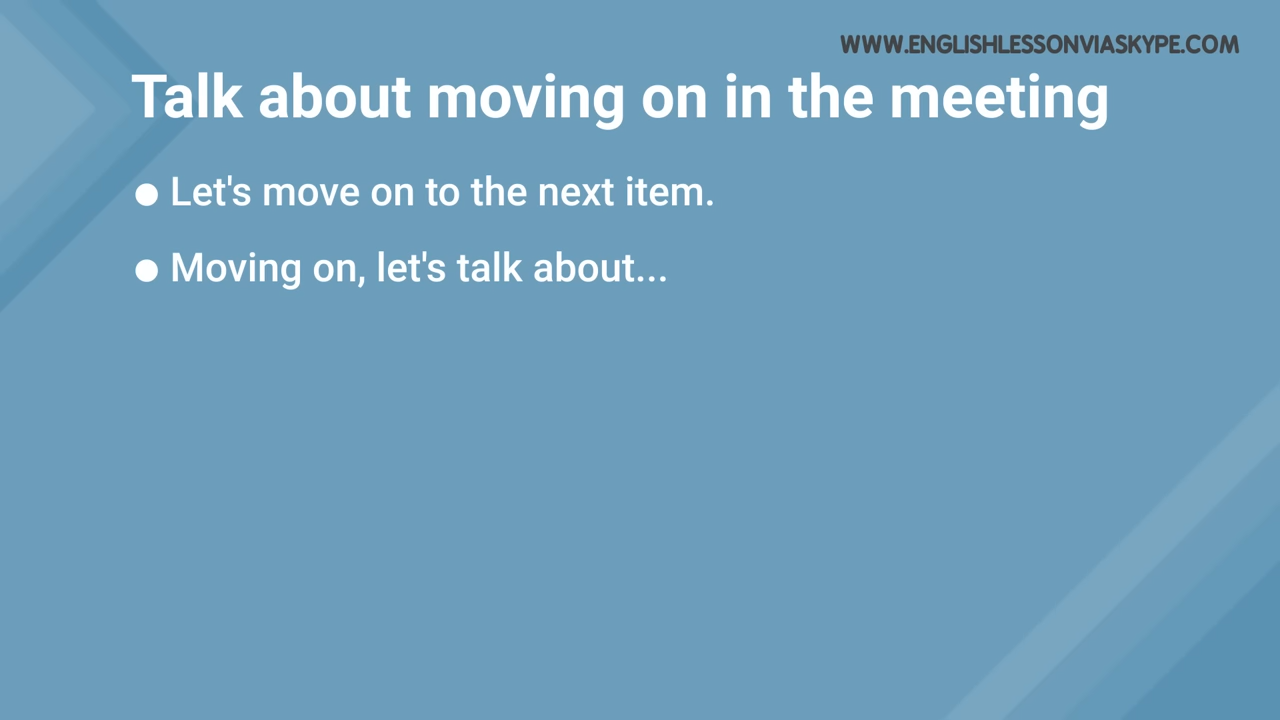 WWW.ENGLISHLESSONVIASKYPE.COM
Talk about moving on in the meeting
● Let's move on to the next item.
● Moving on, let's talk about...